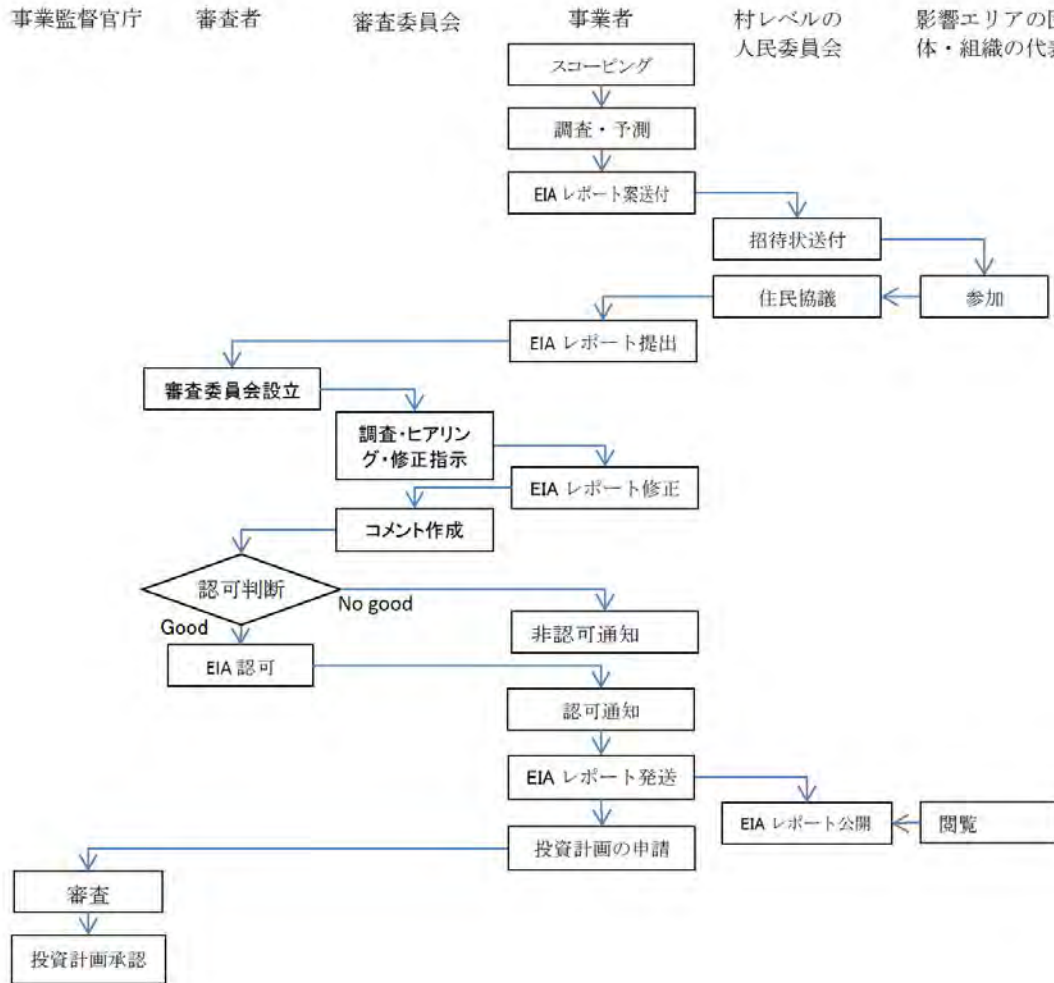 事業監督官庁
審査者
審査委員会
事業者
村レベルの
人民委員会
影響エリアの
体・組織の代
スコーピング
調査・予測
EIA レポート案送付
招待状送付
住民協議
参加
EIA レポート提出
審査委員会設立
調査・ヒアリン
グ・修正指示
EIA レポート修正
コメント作成
認可判断
No good
Good
非認可通知
EIA 認可
認可通知
EIA レポート発送
EIA レポート公開
閲覧
投資計画の申請
審査
投資計画承認